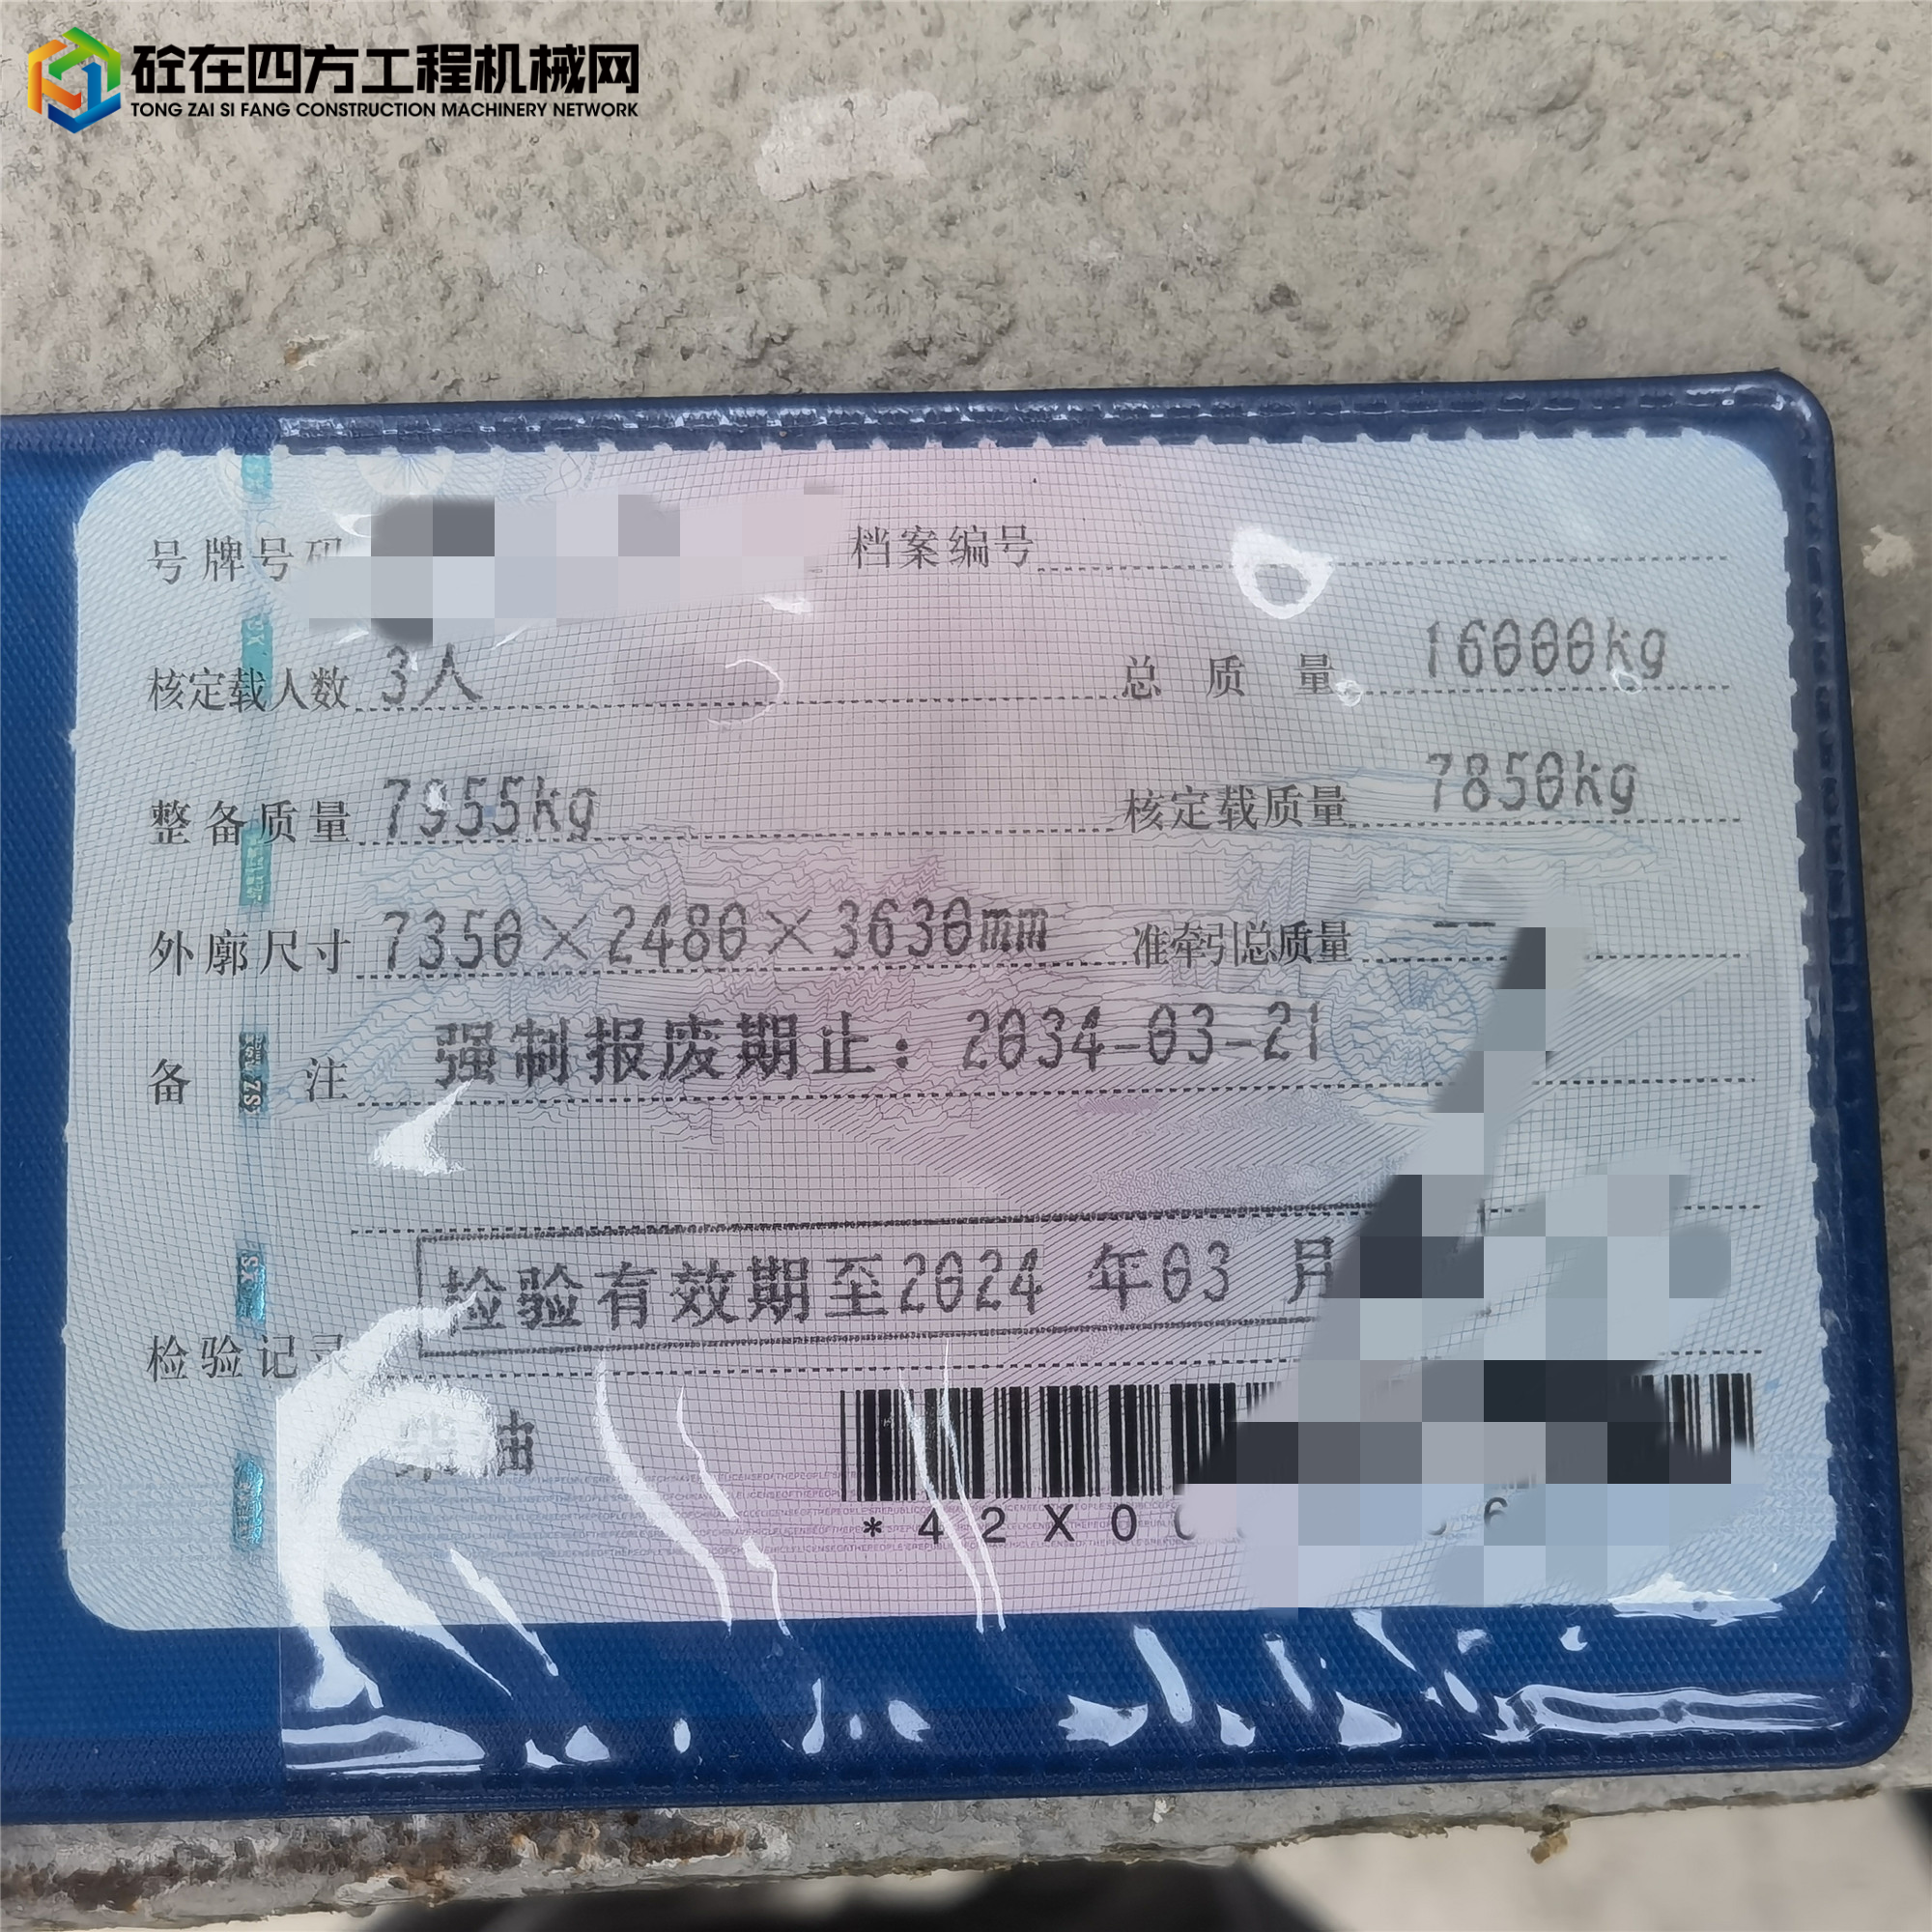 砼在四方工程机械网
TONG ZAI SI FANG CONSTRUCTION MACHINERY NETWORK
号牌号码 档案编号
核定载人数 3人 总质量 16000kg
整备质量 7955kg 核定载质量 7850kg
外廓尺寸 7350×2480×3630mm 准牵引总质量 --
备注 强制报废期止：2034-03-21
检验有效期至2024年03月
检验记录
柴油
*42X00 6